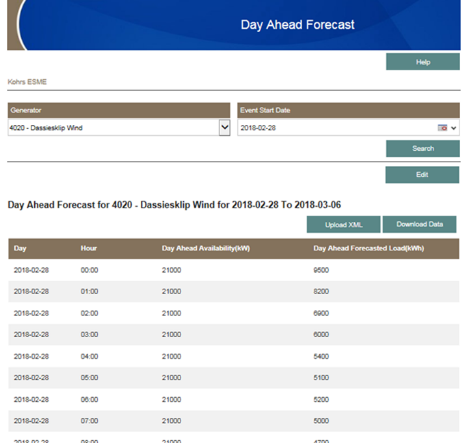 Day Ahead Forecast
Help
Kohrs ESME
Generator Event Start Date
4020 - Dassiesklip Wind 2018-02-28
Search
Edit
Day Ahead Forecast for 4020 - Dassiesklip Wind for 2018-02-28 To 2018-03-06
Upload XML Download Data
Day Hour Day Ahead Availability(kW) Day Ahead Forecasted Load(kWh)
2018-02-28 00:00 21000 9500
2018-02-28 01:00 21000 8200
2018-02-28 02:00 21000 6900
2018-02-28 03:00 21000 6000
2018-02-28 04:00 21000 5400
2018-02-28 05:00 21000 5100
2018-02-28 06:00 21000 5200
2018-02-28 07:00 21000 5000
2018-02-28 08:00 21000 4700